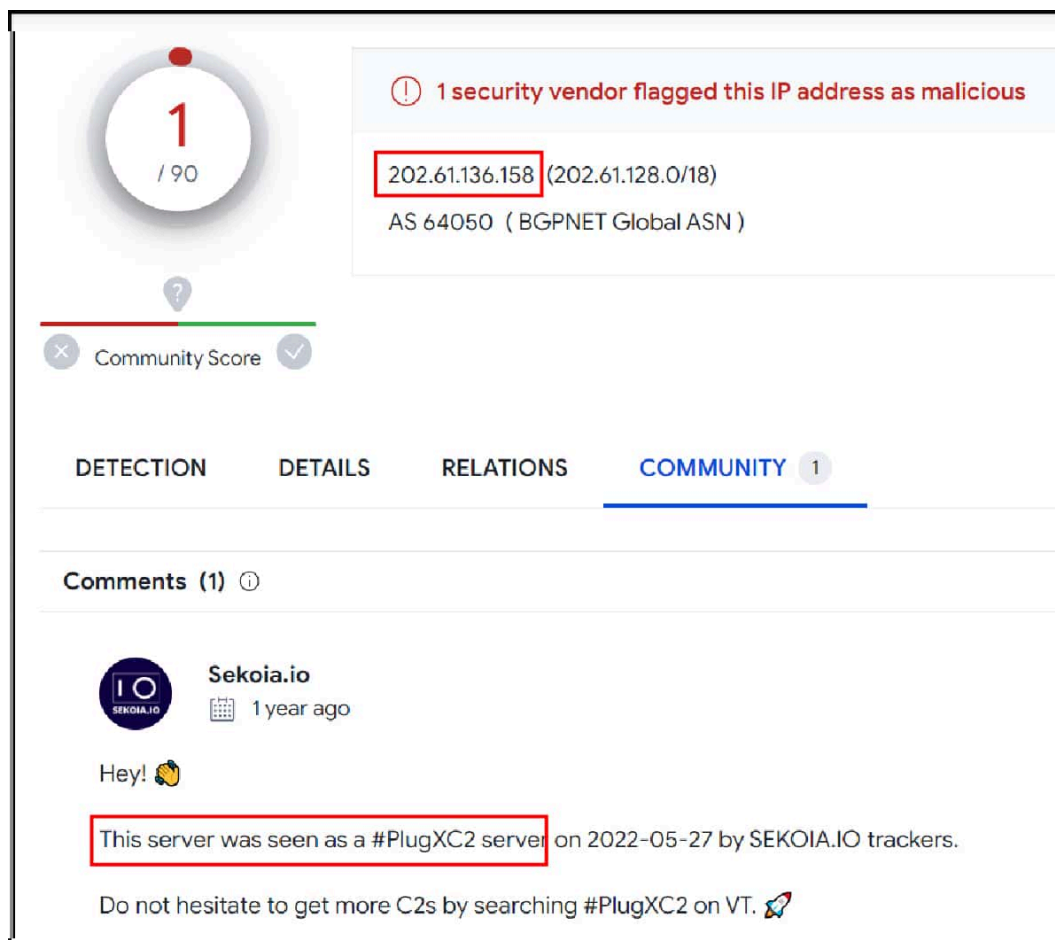 1
/ 90
1 security vendor flagged this IP address as malicious
202.61.136.158 (202.61.128.0/18)
AS 64050 ( BGPNET Global ASN )
?
Community Score
DETECTION DETAILS RELATIONS COMMUNITY 1
Comments (1)
IO
SEKOIA.IO
Sekoia.io
1 year ago
Hey! 👏
This server was seen as a #PlugXC2 server on 2022-05-27 by SEKOIA.IO trackers.
Do not hesitate to get more C2s by searching #PlugXC2 on VT. 🚀